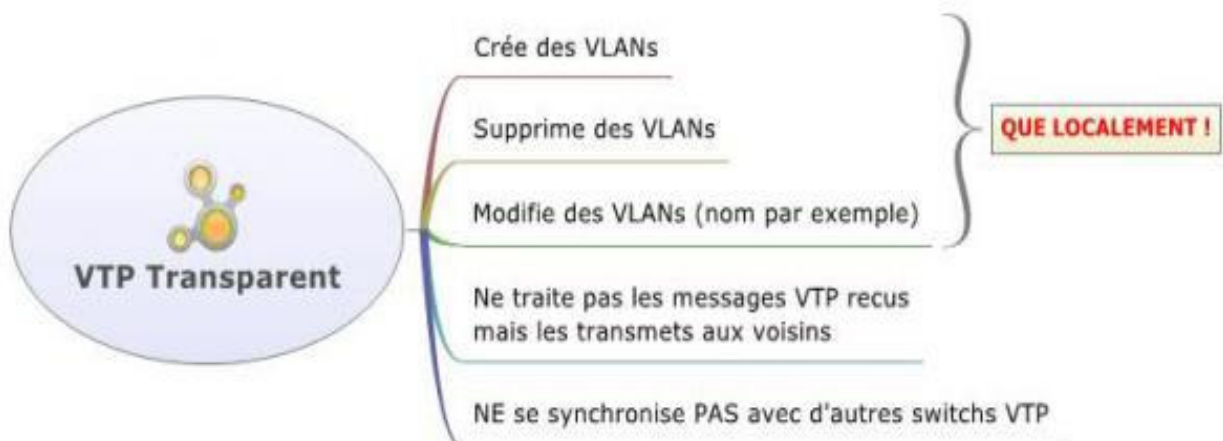 VTP Transparent
Crée des VLANs
Supprime des VLANs
Modifie des VLANs (nom par exemple)
QUE LOCALEMENT !
Ne traite pas les messages VTP recus
mais les transmets aux voisins
NE se synchronise PAS avec d'autres switchs VTP